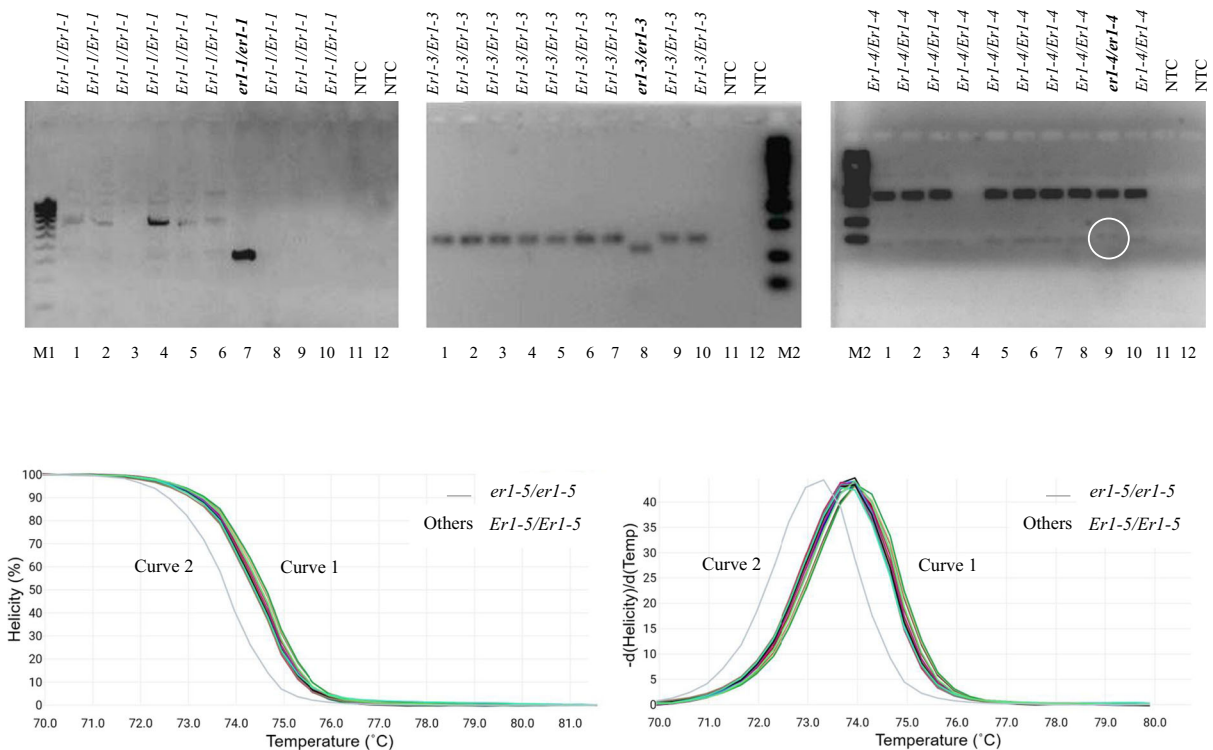 Er1-1/Er1-1
Er1-1/Er1-1
Er1-1/Er1-1
Er1-1/Er1-1
Er1-1/Er1-1
Er1-1/Er1-1
er1-1/er1-1
Er1-1/Er1-1
Er1-1/Er1-1
Er1-1/Er1-1
NTC
NTC
M1 1 2 3 4 5 6 7 8 9 10 11 12
Er1-3/Er1-3
Er1-3/Er1-3
Er1-3/Er1-3
Er1-3/Er1-3
Er1-3/Er1-3
Er1-3/Er1-3
Er1-3/Er1-3
er1-3/er1-3
Er1-3/Er1-3
Er1-3/Er1-3
NTC
NTC
1 2 3 4 5 6 7 8 9 10 11 12 M2
Er1-4/Er1-4
Er1-4/Er1-4
Er1-4/Er1-4
Er1-4/Er1-4
Er1-4/Er1-4
Er1-4/Er1-4
Er1-4/Er1-4
Er1-4/Er1-4
er1-4/er1-4
Er1-4/Er1-4
NTC
NTC
M2 1 2 3 4 5 6 7 8 9 10 11 12
Helicity (%)
100
90
80
70
60
50
40
30
20
10
0
er1-5/er1-5
Others Er1-5/Er1-5
Curve 2 Curve 1
70.0 71.0 72.0 73.0 74.0 75.0 76.0 77.0 78.0 79.0 80.0 81.0
Temperature (˚C)
-d(Helicity)/d(Temp
40
35
30
25
20
15
10
5
0
er1-5/er1-5
Others Er1-5/Er1-5
Curve 2 Curve 1
70.0 71.0 72.0 73.0 74.0 75.0 76.0 77.0 78.0 79.0 80.0
Temperature (˚C)